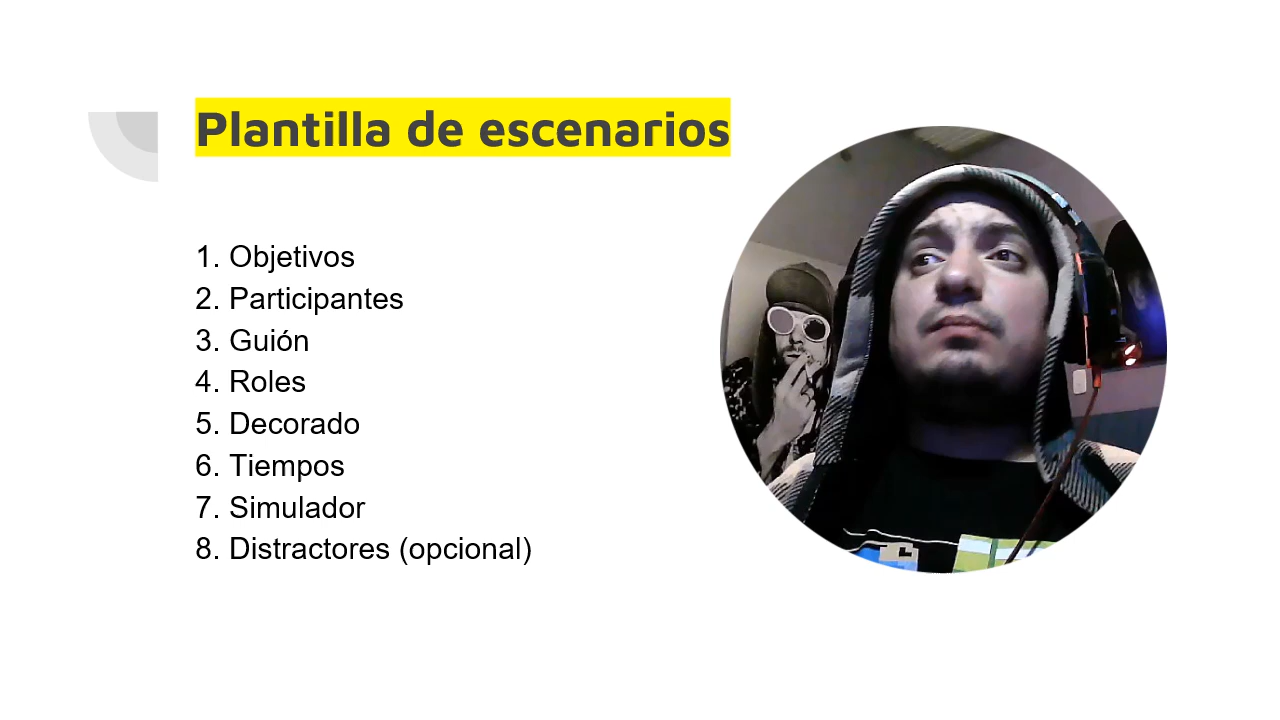 Plantilla de escenarios
1. Objetivos
2. Participantes
3. Guión
4. Roles
5. Decorado
6. Tiempos
7. Simulador
8. Distractores (opcional)